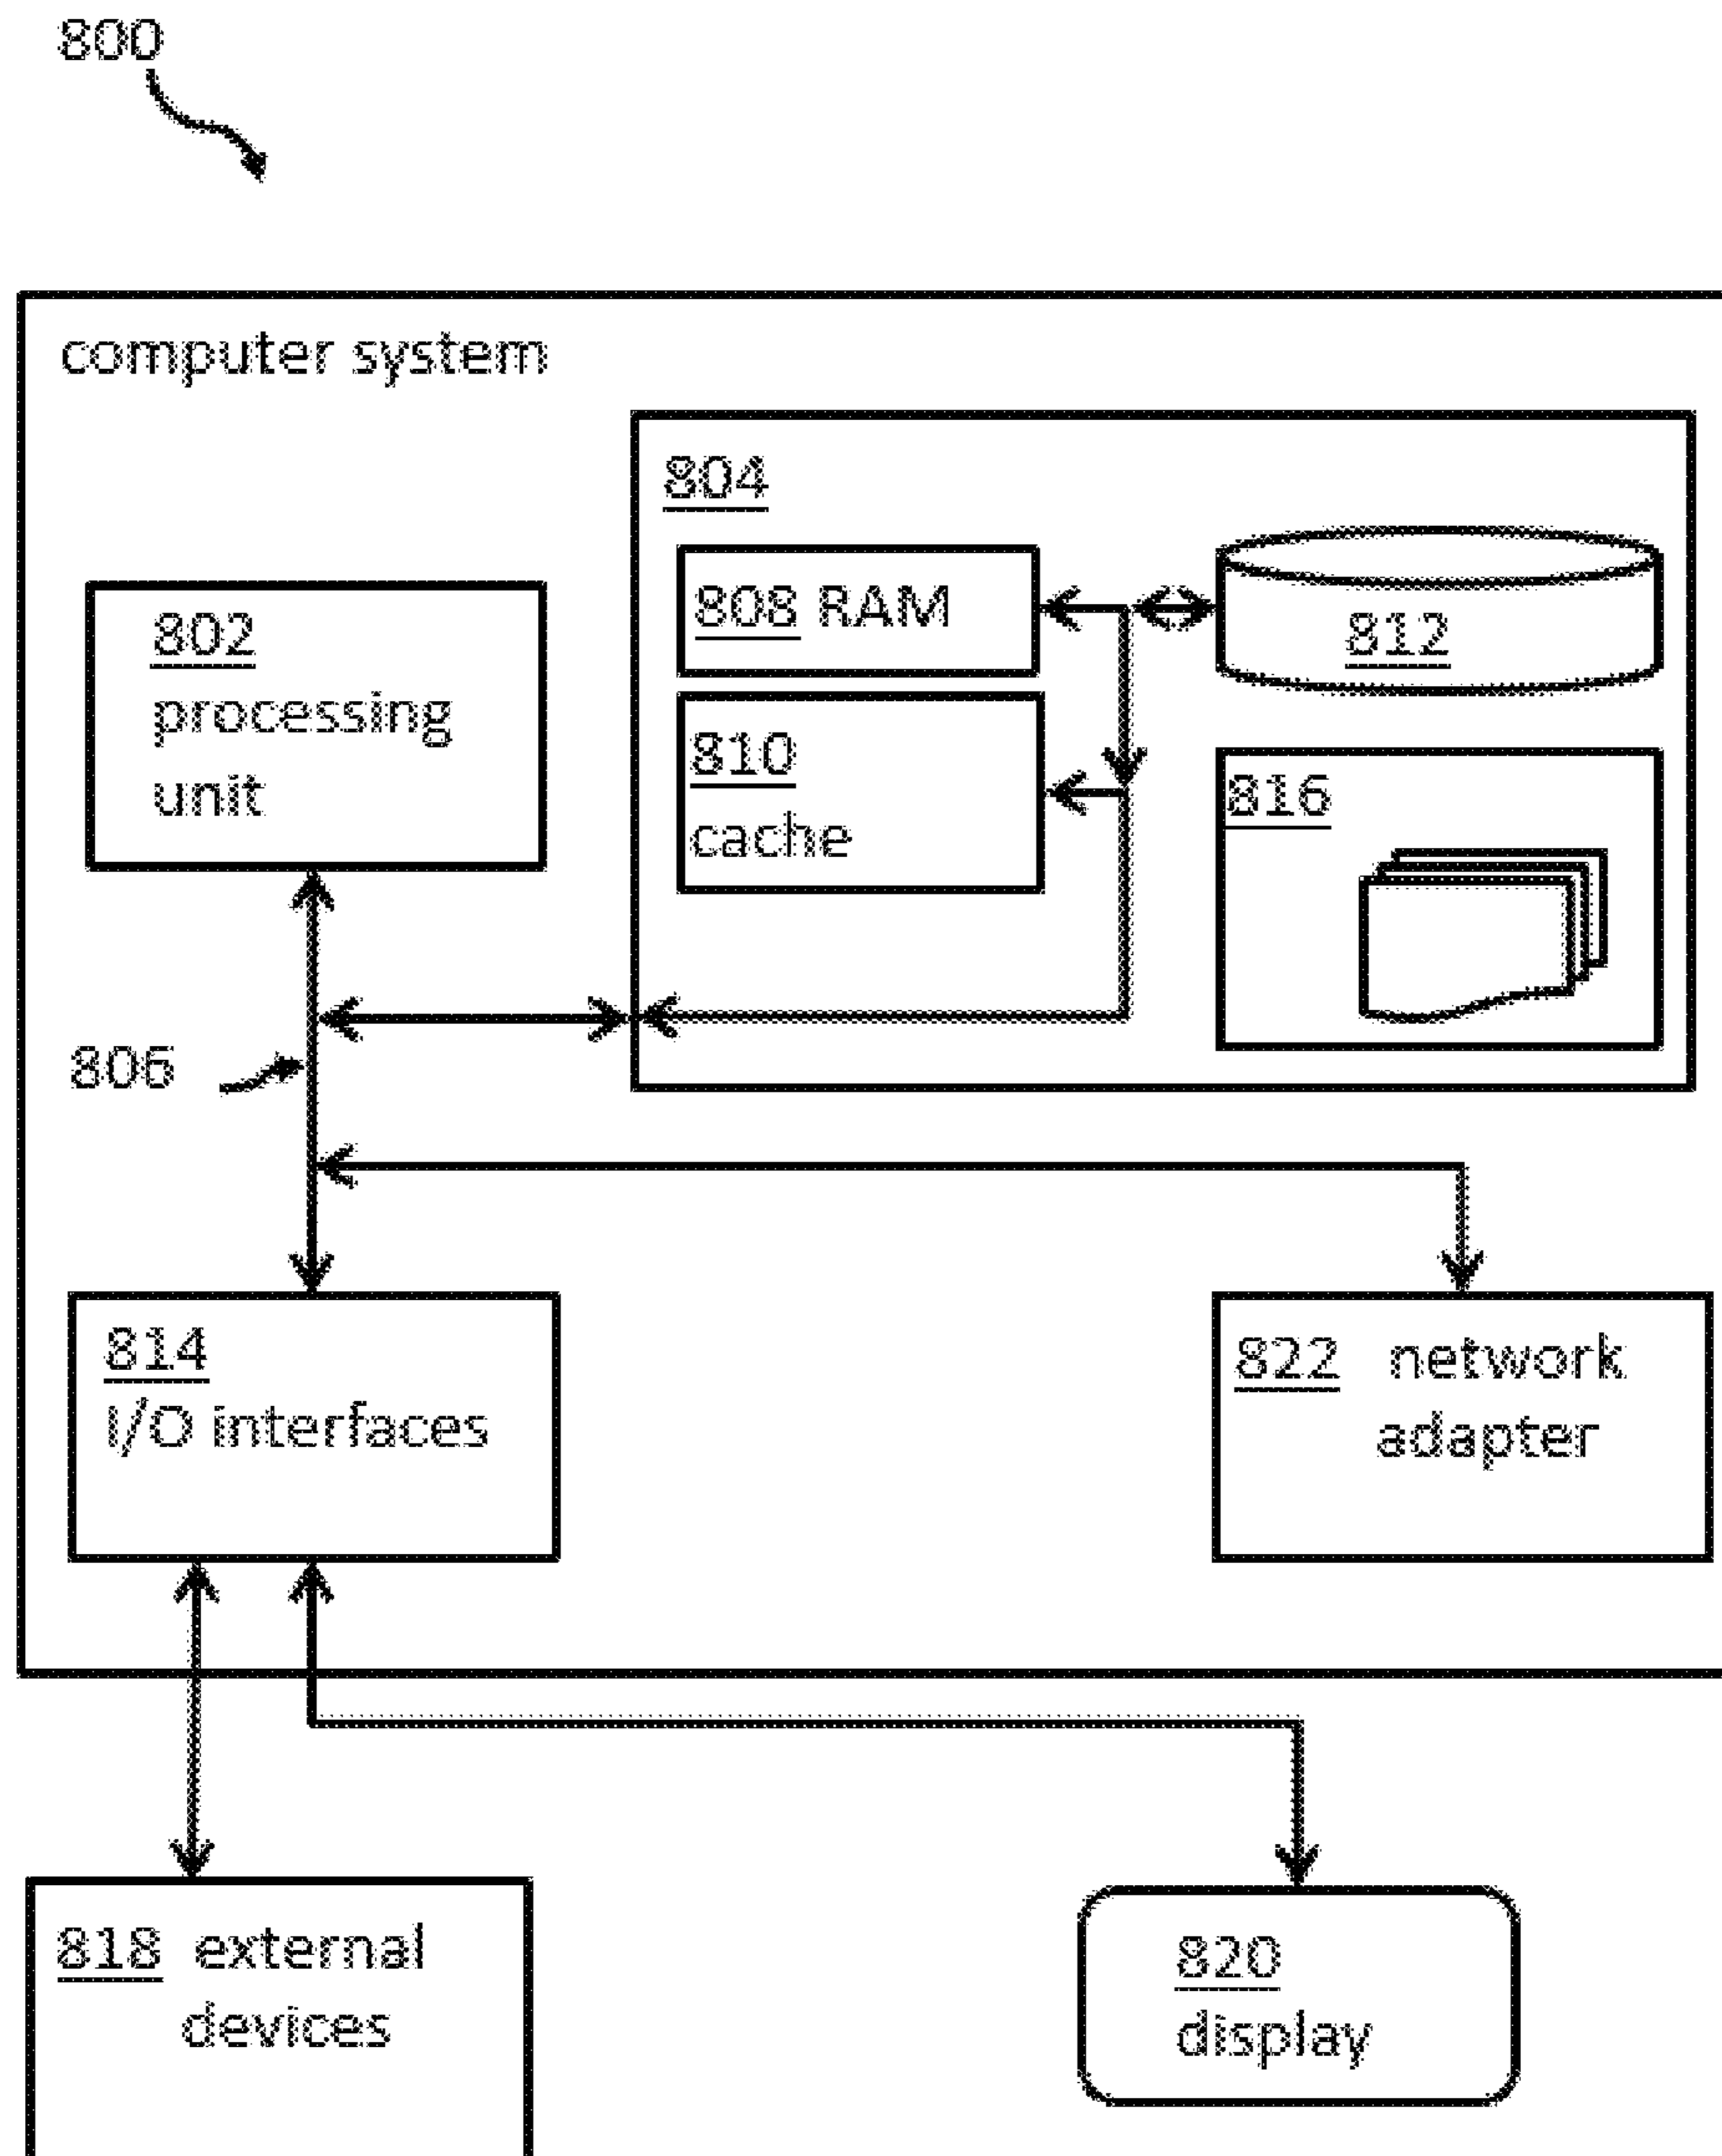 800
computer system
804
808 RAM
812
802
processing
unit
810
cache
816
806
814
I/O interfaces
822 network
adapter
818 external
devices
820
display